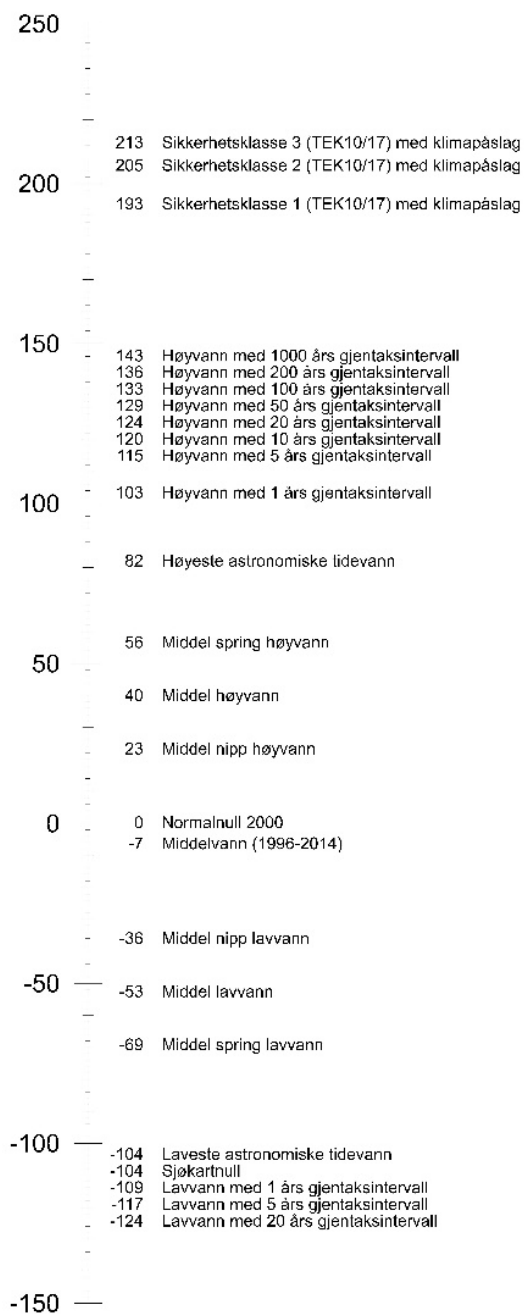 250
213 Sikkerhetsklasse 3 (TEK10/17) med klimapåslag
205 Sikkerhetsklasse 2 (TEK10/17) med klimapåslag
200
193 Sikkerhetsklasse 1 (TEK10/17) med klimapåslag
150
143 Høyvann med 1000 års gjentaksintervall
136 Høyvann med 200 års gjentaksintervall
133 Høyvann med 100 års gjentaksintervall
129 Høyvann med 50 års gjentaksintervall
124 Høyvann med 20 års gjentaksintervall
120 Høyvann med 10 års gjentaksintervall
115 Høyvann med 5 års gjentaksintervall
103 Høyvann med 1 års gjentaksintervall
100
82 Høyeste astronomiske tidevann
56 Middel spring høyvann
50
40 Middel høyvann
23 Middel nipp høyvann
0 0 Normalnull 2000
-7 Middelvann (1996-2014)
-36 Middel nipp lavvann
-50
-53 Middel lavvann
-69 Middel spring lavvann
-100
-104 Laveste astronomiske tidevann
-104 Sjøkartnull
-109 Lavvann med 1 års gjentaksintervall
-117 Lavvann med 5 års gjentaksintervall
-124 Lavvann med 20 års gjentaksintervall
-150